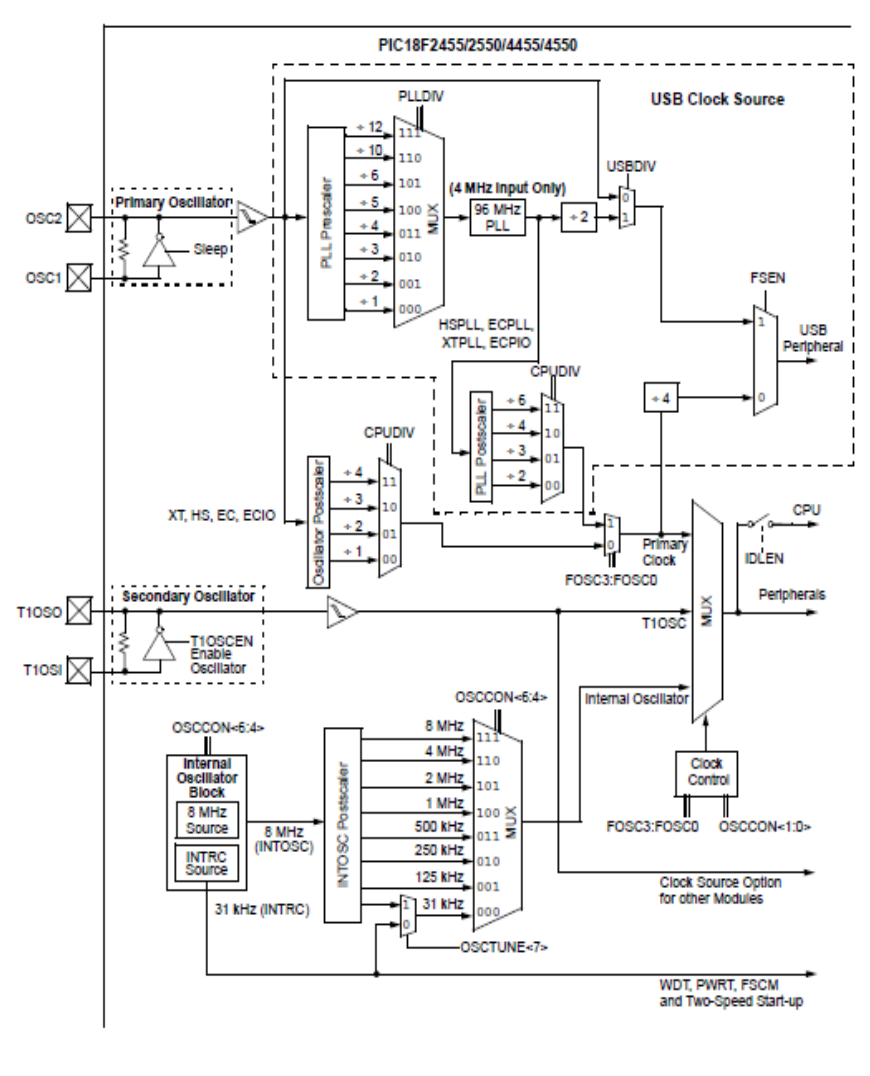 PIC18F2455/2550/4455/4550
USB Clock Source
PLLDIV
PLL Prescaler
÷ 12
÷ 10
÷ 6
÷ 5
÷ 4
÷ 3
÷ 2
÷ 1
111
110
101
100
011
010
001
000
MUX
(4 MHz Input Only)
96 MHz
PLL
÷ 2
USBDIV
0
1
FSEN
1
0
USB
Peripheral
OSC2
OSC1
Primary Oscillator
Sleep
HSPLL, ECPLL,
XTPLL, ECPIO
CPUDIV
PLL Postscaler
÷ 6
÷ 4
÷ 3
÷ 2
11
10
01
00
÷ 4
CPUDIV
Oscillator Postscaler
÷ 4
÷ 3
÷ 2
÷ 1
11
10
01
00
XT, HS, EC, ECIO
1
0
Primary
Clock
FOSC3:FOSC0
CPU
IDLEN
Peripherals
MUX
T1OSO
T1OSI
Secondary Oscillator
T1OSCEN
Enable
Oscillator
T1OSC
Internal Oscillator
OSCCON<6:4>
Internal
Oscillator
Block
8 MHz
Source
INTRC
Source
8 MHz
(INTOSC)
31 kHz (INTRC)
INTOSC Postscaler
OSCCON<6:4>
8 MHz
4 MHz
2 MHz
1 MHz
500 kHz
250 kHz
125 kHz
31 kHz
111
110
101
100
011
010
001
000
MUX
1
0
OSCTUNE<7>
Clock
Control
FOSC3:FOSC0
OSCCON<1:0>
Clock Source Option
for other Modules
WDT, PWRT, FSCM
and Two-Speed Start-up